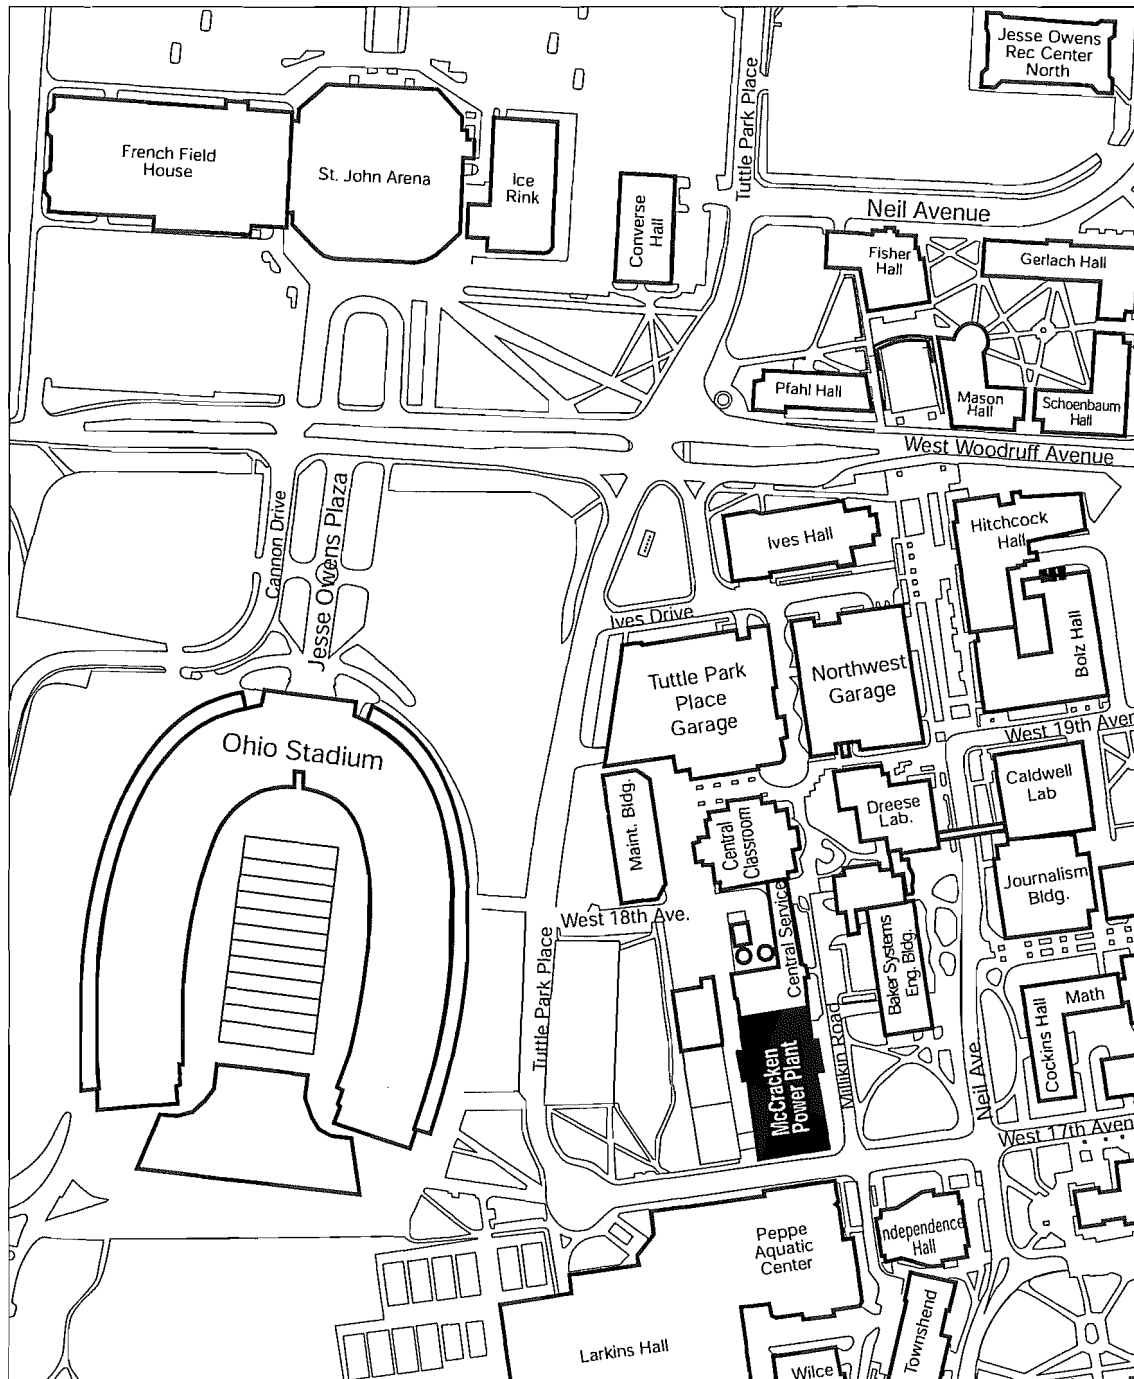 Jesse Owens
Rec Center
North
Tuttle Park Place
French Field
House
St. John Arena
Ice
Rink
Converse
Hall
Neil Avenue
Fisher
Hall
Gerlach Hall
Pfahl Hall
Mason
Hall
Schoenbaum
Hall
West Woodruff Avenue
Cannon Drive
Jesse Owens Plaza
Ives Hall
Hitchcock
Hall
Ives Drive
Bolz Hall
Tuttle Park
Place
Garage
Northwest
Garage
West 19th Aven
Ohio Stadium
Maint. Bldg.
Central
Classroom
Dreese
Lab.
Caldwell
Lab
Journalism
Bldg.
West 18th Ave.
Central Service
Baker Systems
Eng. Bldg.
Tuttle Park Place
Math
Cockins Hall
McCracken
Power Plant
Millikin Road
Neil Ave.
West 17th Aven
Peppe
Aquatic
Center
ndependence
Hall
Larkins Hall
Wilce
Townshend